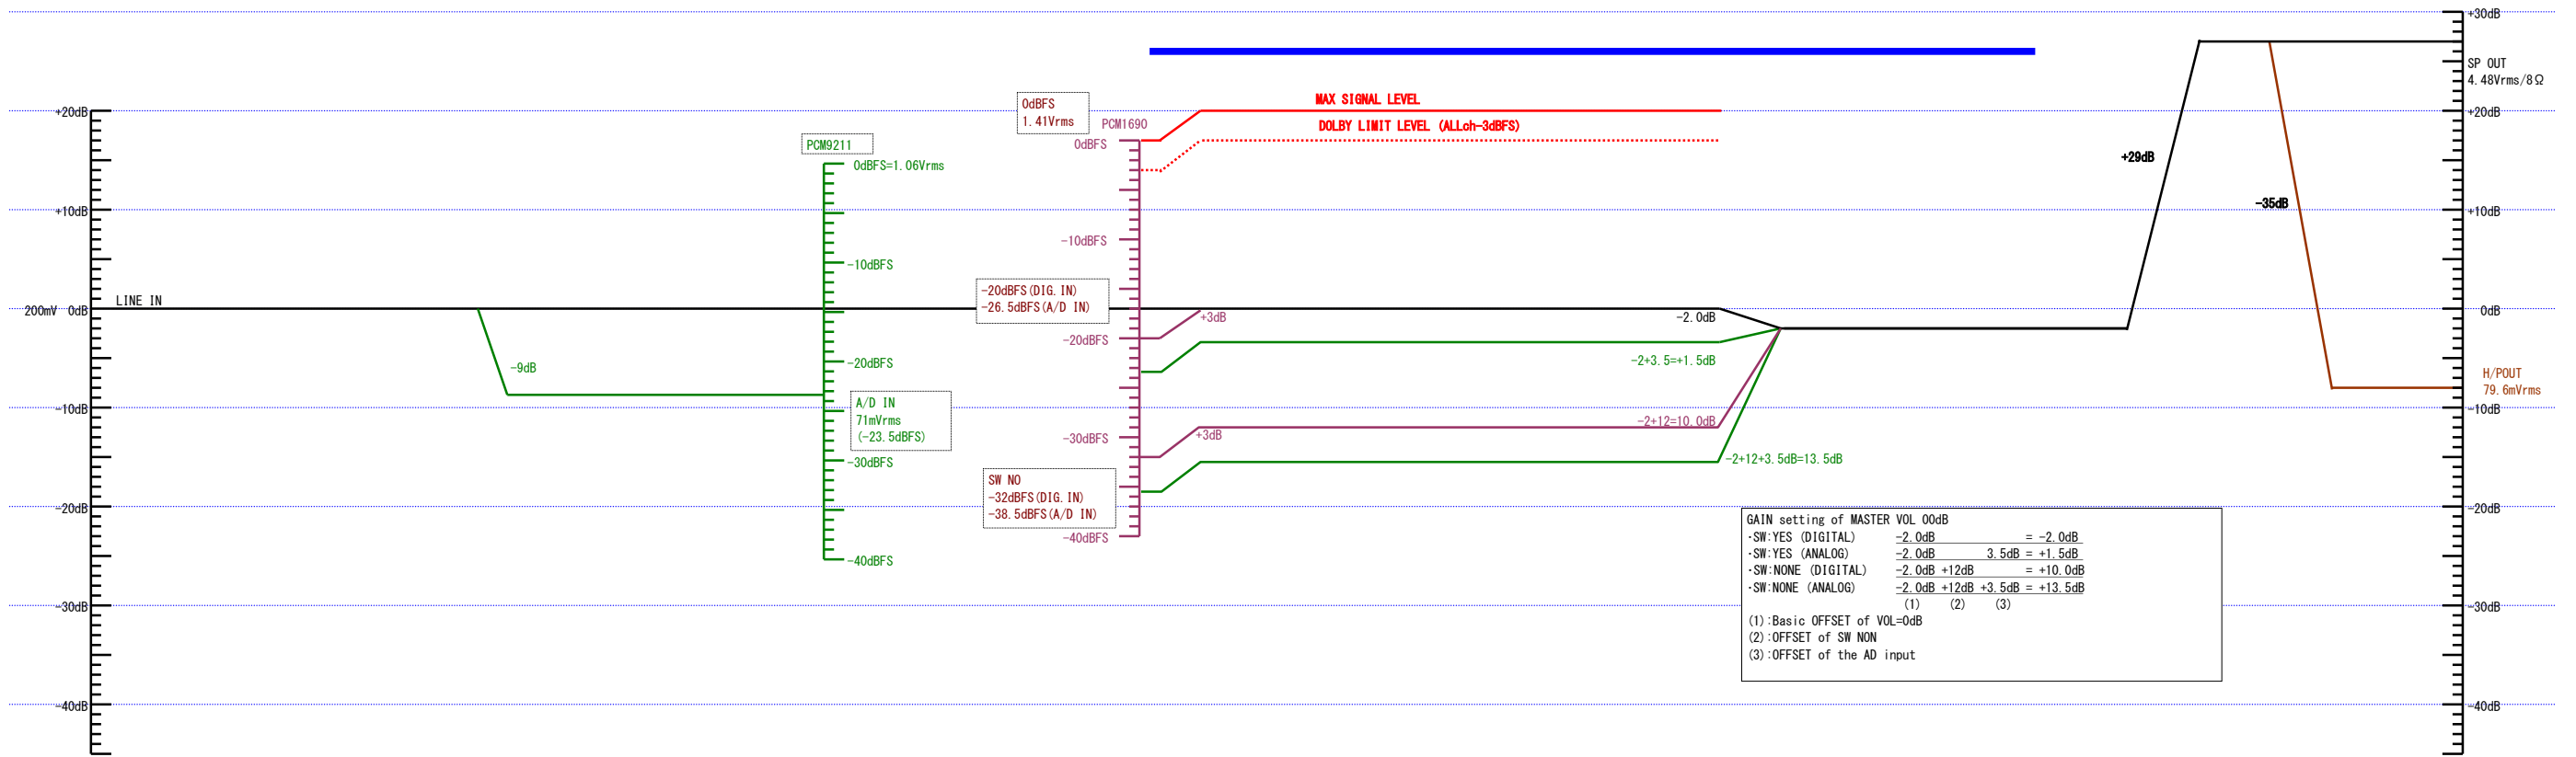 +30dB
SP OUT
4.48Vrms/8Ω
+20dB
+10dB
200mV 0dB
-10dB
-20dB
-30dB
-40dB
LINE IN
-9dB
PCM9211
0dBFS=1.06Vrms
-10dBFS
-20dBFS
-30dBFS
-40dBFS
A/D IN
71mVrms
(-23.5dBFS)
0dBFS
1.41Vrms
PCM1690
0dBFS
-10dBFS
-20dBFS
-30dBFS
-40dBFS
-20dBFS(DIG.IN)
-26.5dBFS(A/D IN)
SW NO
-32dBFS(DIG.IN)
-38.5dBFS(A/D IN)
MAX SIGNAL LEVEL
DOLBY LIMIT LEVEL (ALLch-3dBFS)
+3dB
+3dB
-2.0dB
-2+3.5=+1.5dB
-2+12=10.0dB
-2+12+3.5dB=13.5dB
+29dB
-35dB
+20dB
+10dB
0dB
H/POUT
79.6mVrms
-10dB
-20dB
-30dB
-40dB
GAIN setting of MASTER VOL 00dB
·SW:YES (DIGITAL) -2.0dB = -2.0dB
·SW:YES (ANALOG) -2.0dB 3.5dB = +1.5dB
·SW:NONE (DIGITAL) -2.0dB +12dB = +10.0dB
·SW:NONE (ANALOG) -2.0dB +12dB +3.5dB = +13.5dB
(1) (2) (3)
(1):Basic OFFSET of VOL=0dB
(2):OFFSET of SW NON
(3):OFFSET of the AD input